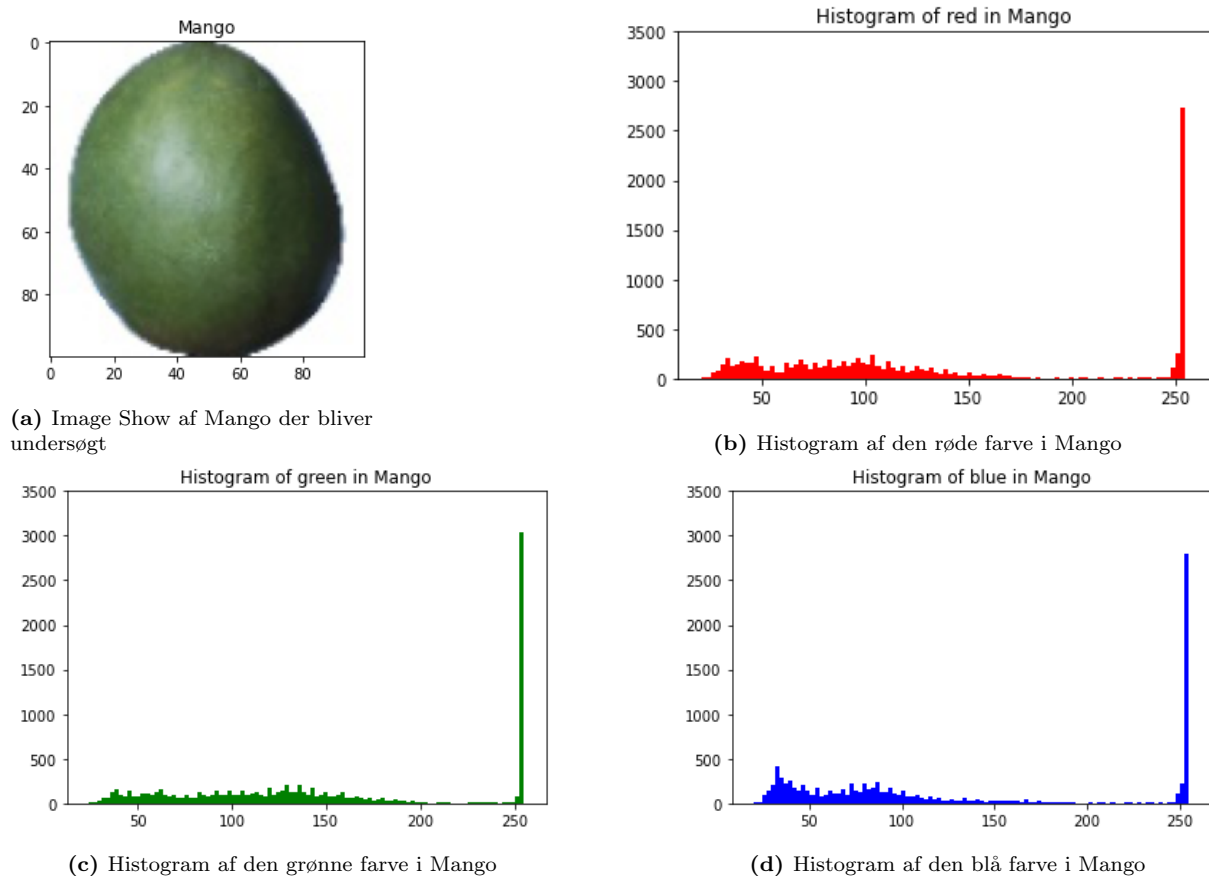 Mango
0
20
40
60
80
0 20 40 60 80
(a) Image Show af Mango der bliver
undersøgt
Histogram of red in Mango
3500
3000
2500
2000
1500
1000
500
0
50 100 150 200 250
(b) Histogram af den røde farve i Mango
Histogram of green in Mango
3500
3000
2500
2000
1500
1000
500
0
50 100 150 200 250
(c) Histogram af den grønne farve i Mango
Histogram of blue in Mango
3500
3000
2500
2000
1500
1000
500
0
50 100 150 200 250
(d) Histogram af den blå farve i Mango